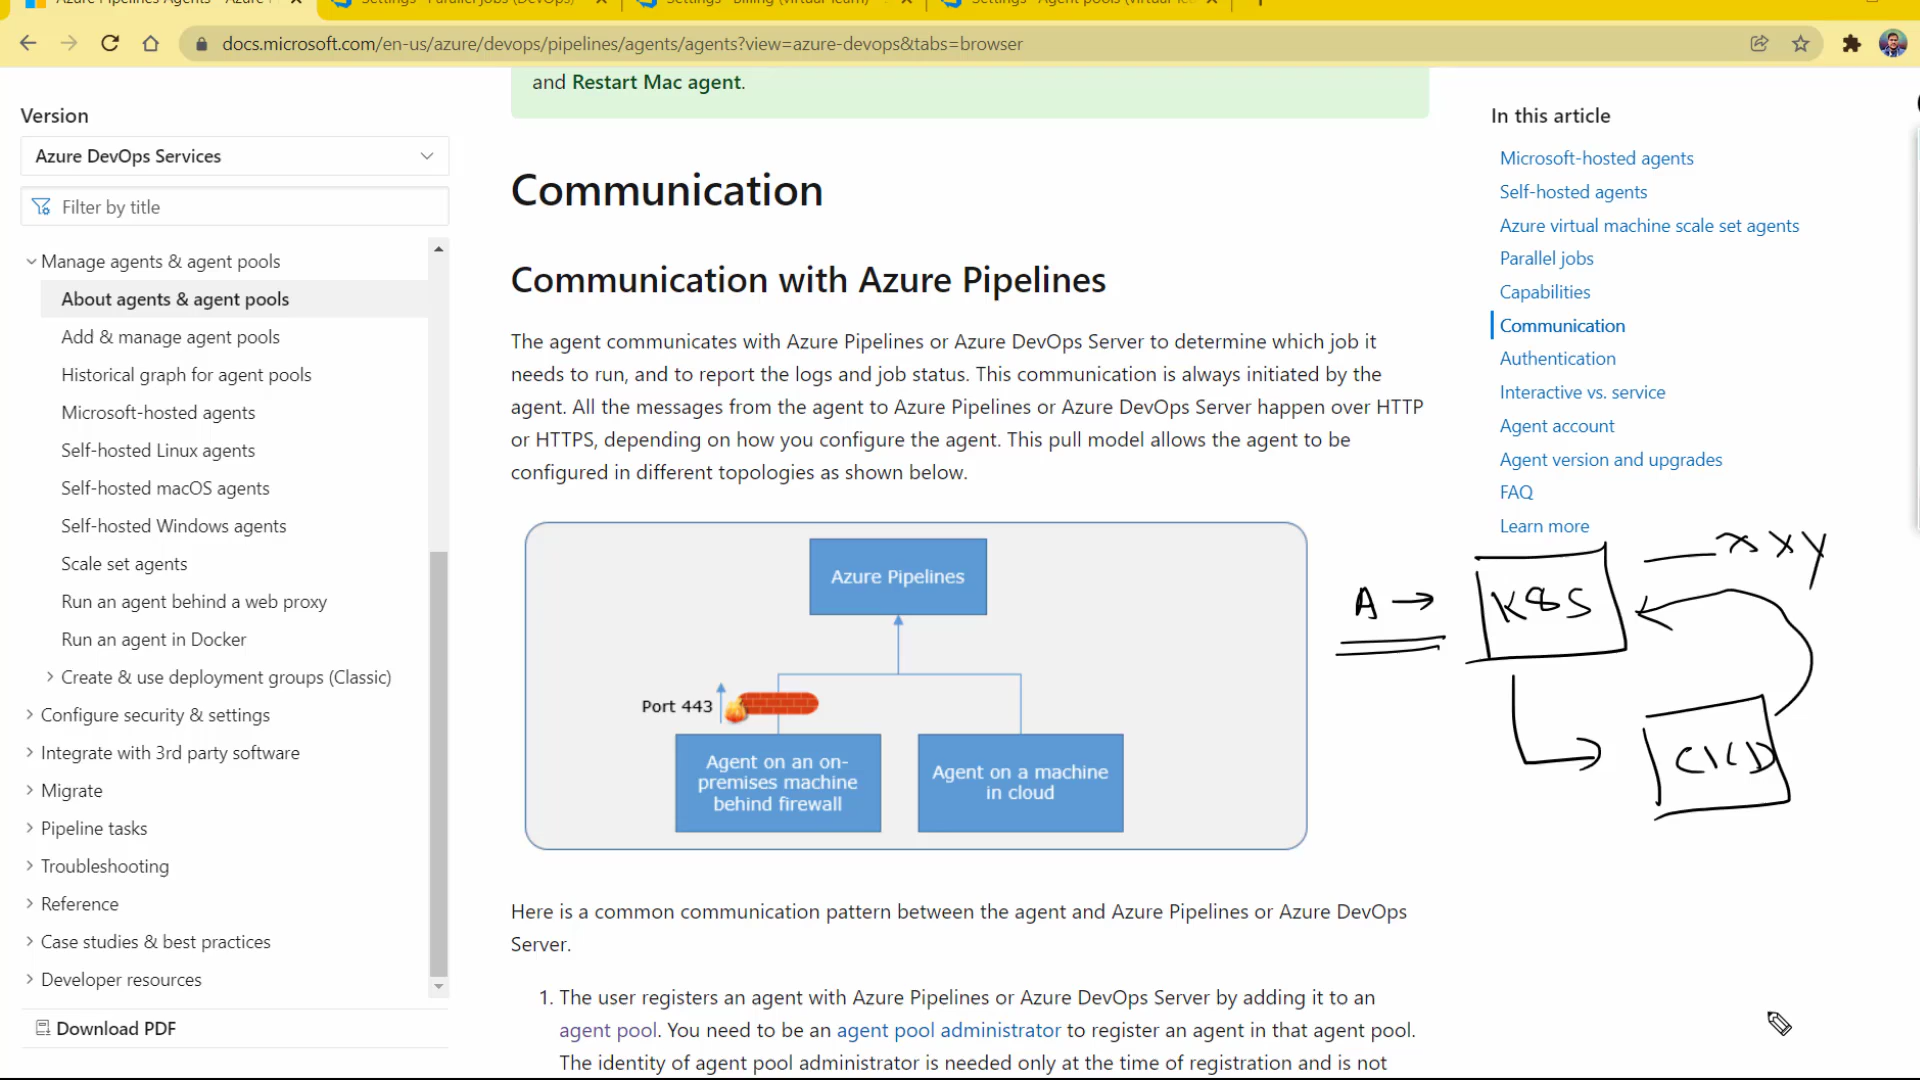 docs.microsoft.com/en-us/azure/devops/pipelines/agents/agents?view=azure-devops&tabs=browser
and Restart Mac agent.
Version
Azure DevOps Services
Filter by title
Manage agents & agent pools
About agents & agent pools
Add & manage agent pools
Historical graph for agent pools
Microsoft-hosted agents
Self-hosted Linux agents
Self-hosted macOS agents
Self-hosted Windows agents
Scale set agents
Run an agent behind a web proxy
Run an agent in Docker
Create & use deployment groups (Classic)
Configure security & settings
Integrate with 3rd party software
Migrate
Pipeline tasks
Troubleshooting
Reference
Case studies & best practices
Developer resources
Download PDF
Communication
Communication with Azure Pipelines
The agent communicates with Azure Pipelines or Azure DevOps Server to determine which job it
needs to run, and to report the logs and job status. This communication is always initiated by the
agent. All the messages from the agent to Azure Pipelines or Azure DevOps Server happen over HTTP
or HTTPS, depending on how you configure the agent. This pull model allows the agent to be
configured in different topologies as shown below.
Azure Pipelines
Port 443
Agent on an on-
premises machine
behind firewall
Agent on a machine
in cloud
Here is a common communication pattern between the agent and Azure Pipelines or Azure DevOps
Server.
1. The user registers an agent with Azure Pipelines or Azure DevOps Server by adding it to an
agent pool. You need to be an agent pool administrator to register an agent in that agent pool.
The identity of agent pool administrator is needed only at the time of registration and is not
In this article
Microsoft-hosted agents
Self-hosted agents
Azure virtual machine scale set agents
Parallel jobs
Capabilities
Communication
Authentication
Interactive vs. service
Agent account
Agent version and upgrades
FAQ
Learn more
A → K8S
XXY
CICD